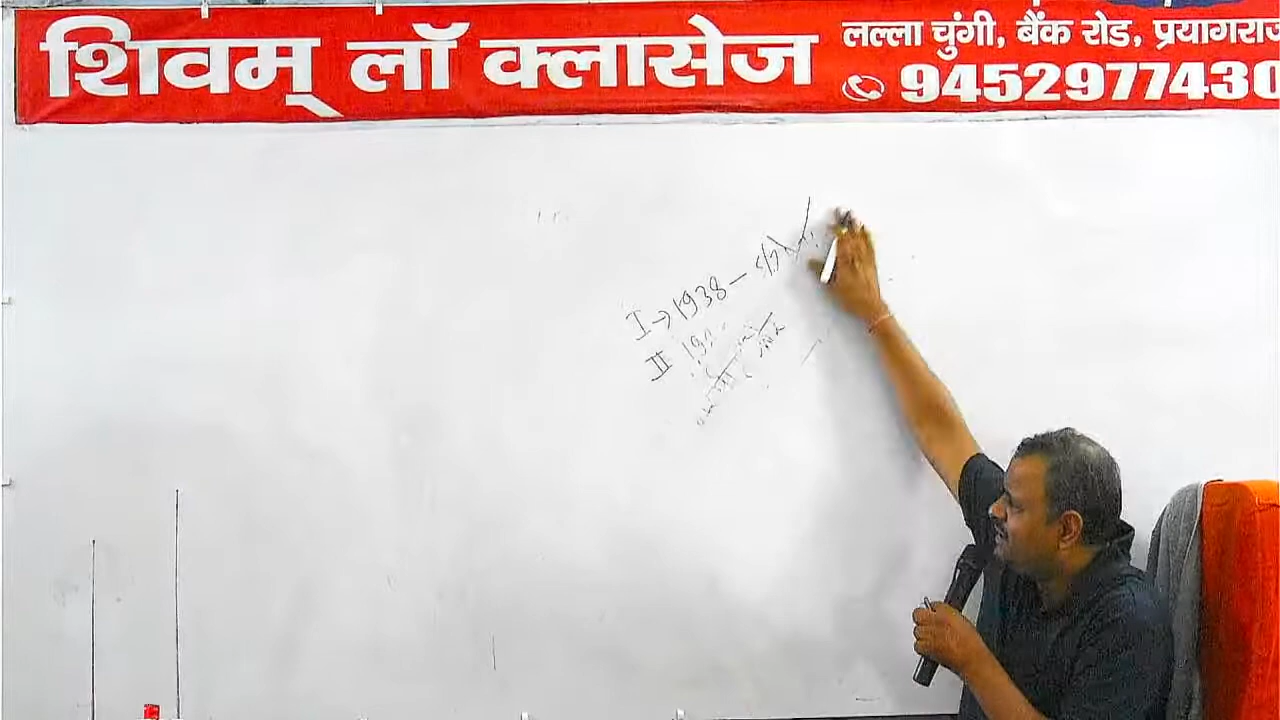 शिवम् लॉ क्लासेज
लल्ला चुंगी, बैंक रोड, प्रयागराज
9452977430
I → 1938 –
II 19